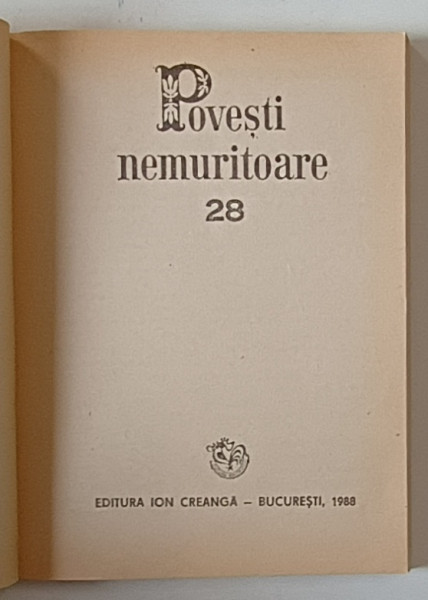 Povești
nemuritoare
28
EDITURA ION CREANGĂ – BUCUREȘTI, 1988